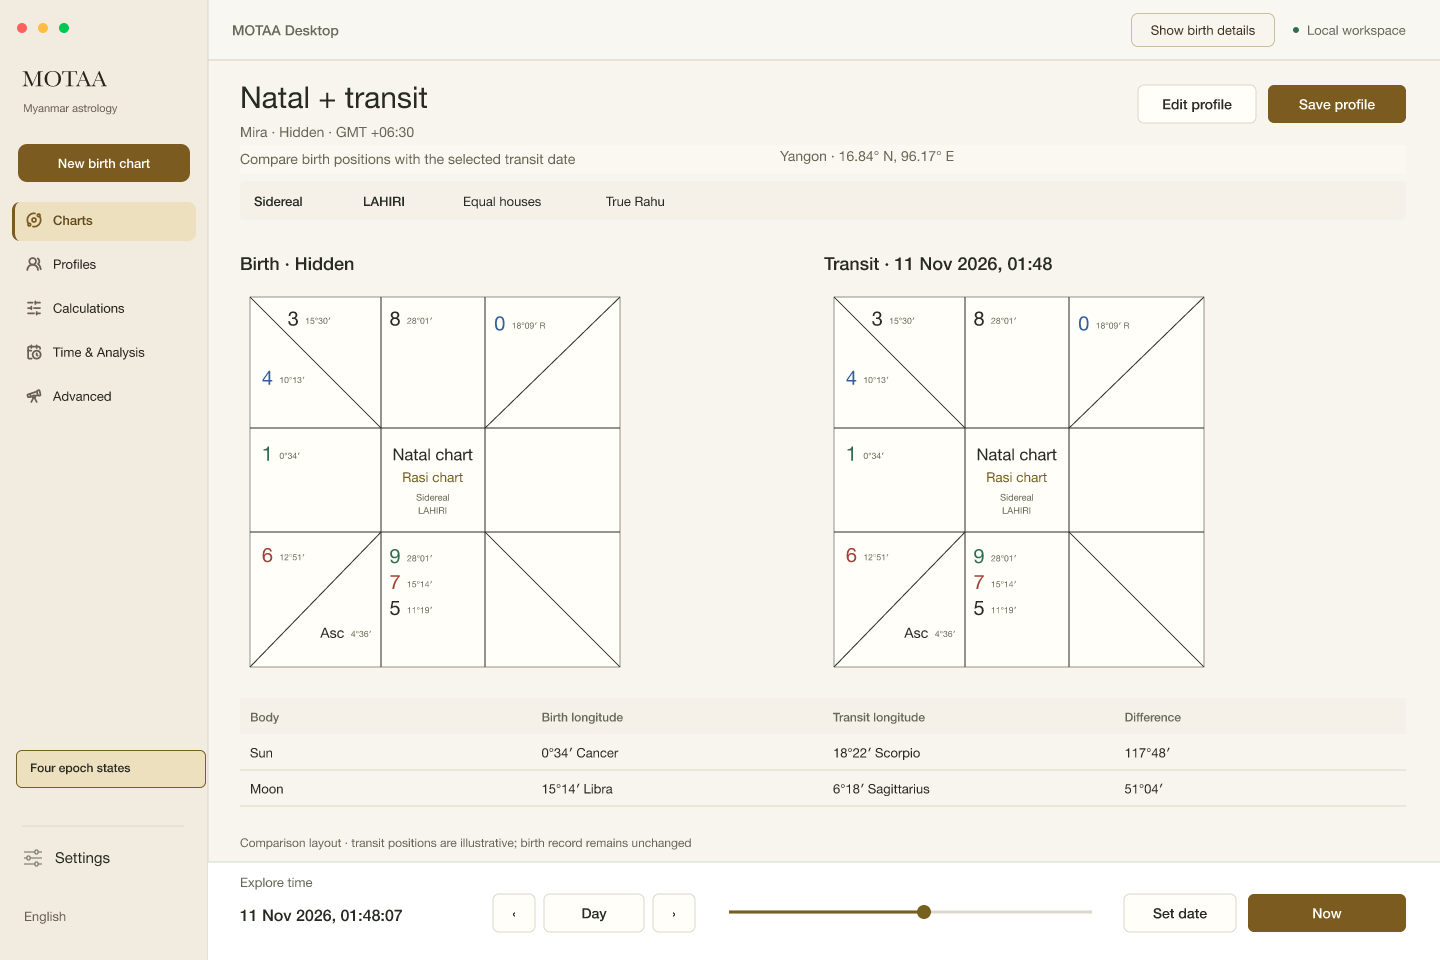 MOTAA Desktop
Show birth details
Local workspace
MOTAA
Myanmar astrology
New birth chart
Charts
Profiles
Calculations
Time & Analysis
Advanced
Four epoch states
Settings
English
Natal + transit
Edit profile
Save profile
Mira · Hidden · GMT +06:30
Compare birth positions with the selected transit date
Yangon · 16.84° N, 96.17° E
Sidereal LAHIRI Equal houses True Rahu
Birth · Hidden
3 15°30′
8 28°01′
0 18°09′ R
4 10°13′
1 0°34′
Natal chart
Rasi chart
Sidereal
LAHIRI
6 12°51′
9 28°01′
7 15°14′
5 11°19′
Asc 4°36′
Transit · 11 Nov 2026, 01:48
3 15°30′
8 28°01′
0 18°09′ R
4 10°13′
1 0°34′
Natal chart
Rasi chart
Sidereal
LAHIRI
6 12°51′
9 28°01′
7 15°14′
5 11°19′
Asc 4°36′
Body Birth longitude Transit longitude Difference
Sun 0°34′ Cancer 18°22′ Scorpio 117°48′
Moon 15°14′ Libra 6°18′ Sagittarius 51°04′
Comparison layout · transit positions are illustrative; birth record remains unchanged
Explore time
11 Nov 2026, 01:48:07
‹ Day ›
Set date
Now